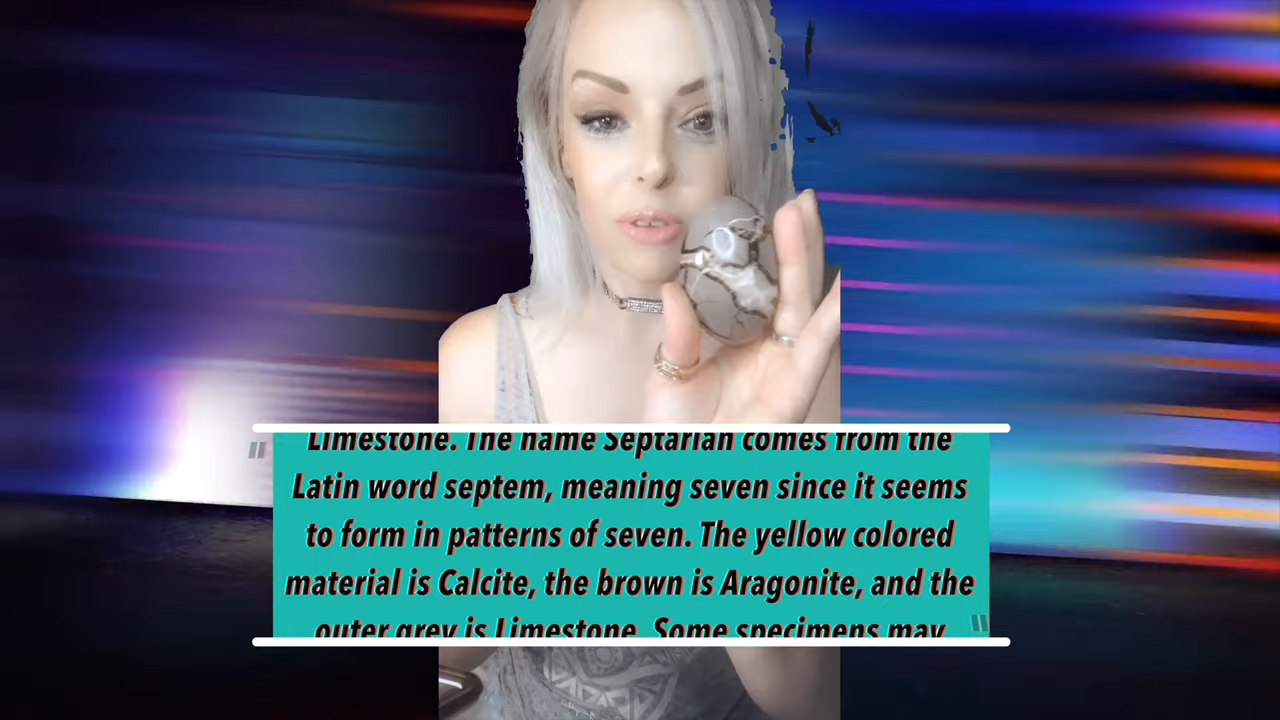 Limestone. The name Septarian comes from the
Latin word septem, meaning seven since it seems
to form in patterns of seven. The yellow colored
material is Calcite, the brown is Aragonite, and the
outer grey is Limestone. Some specimens may